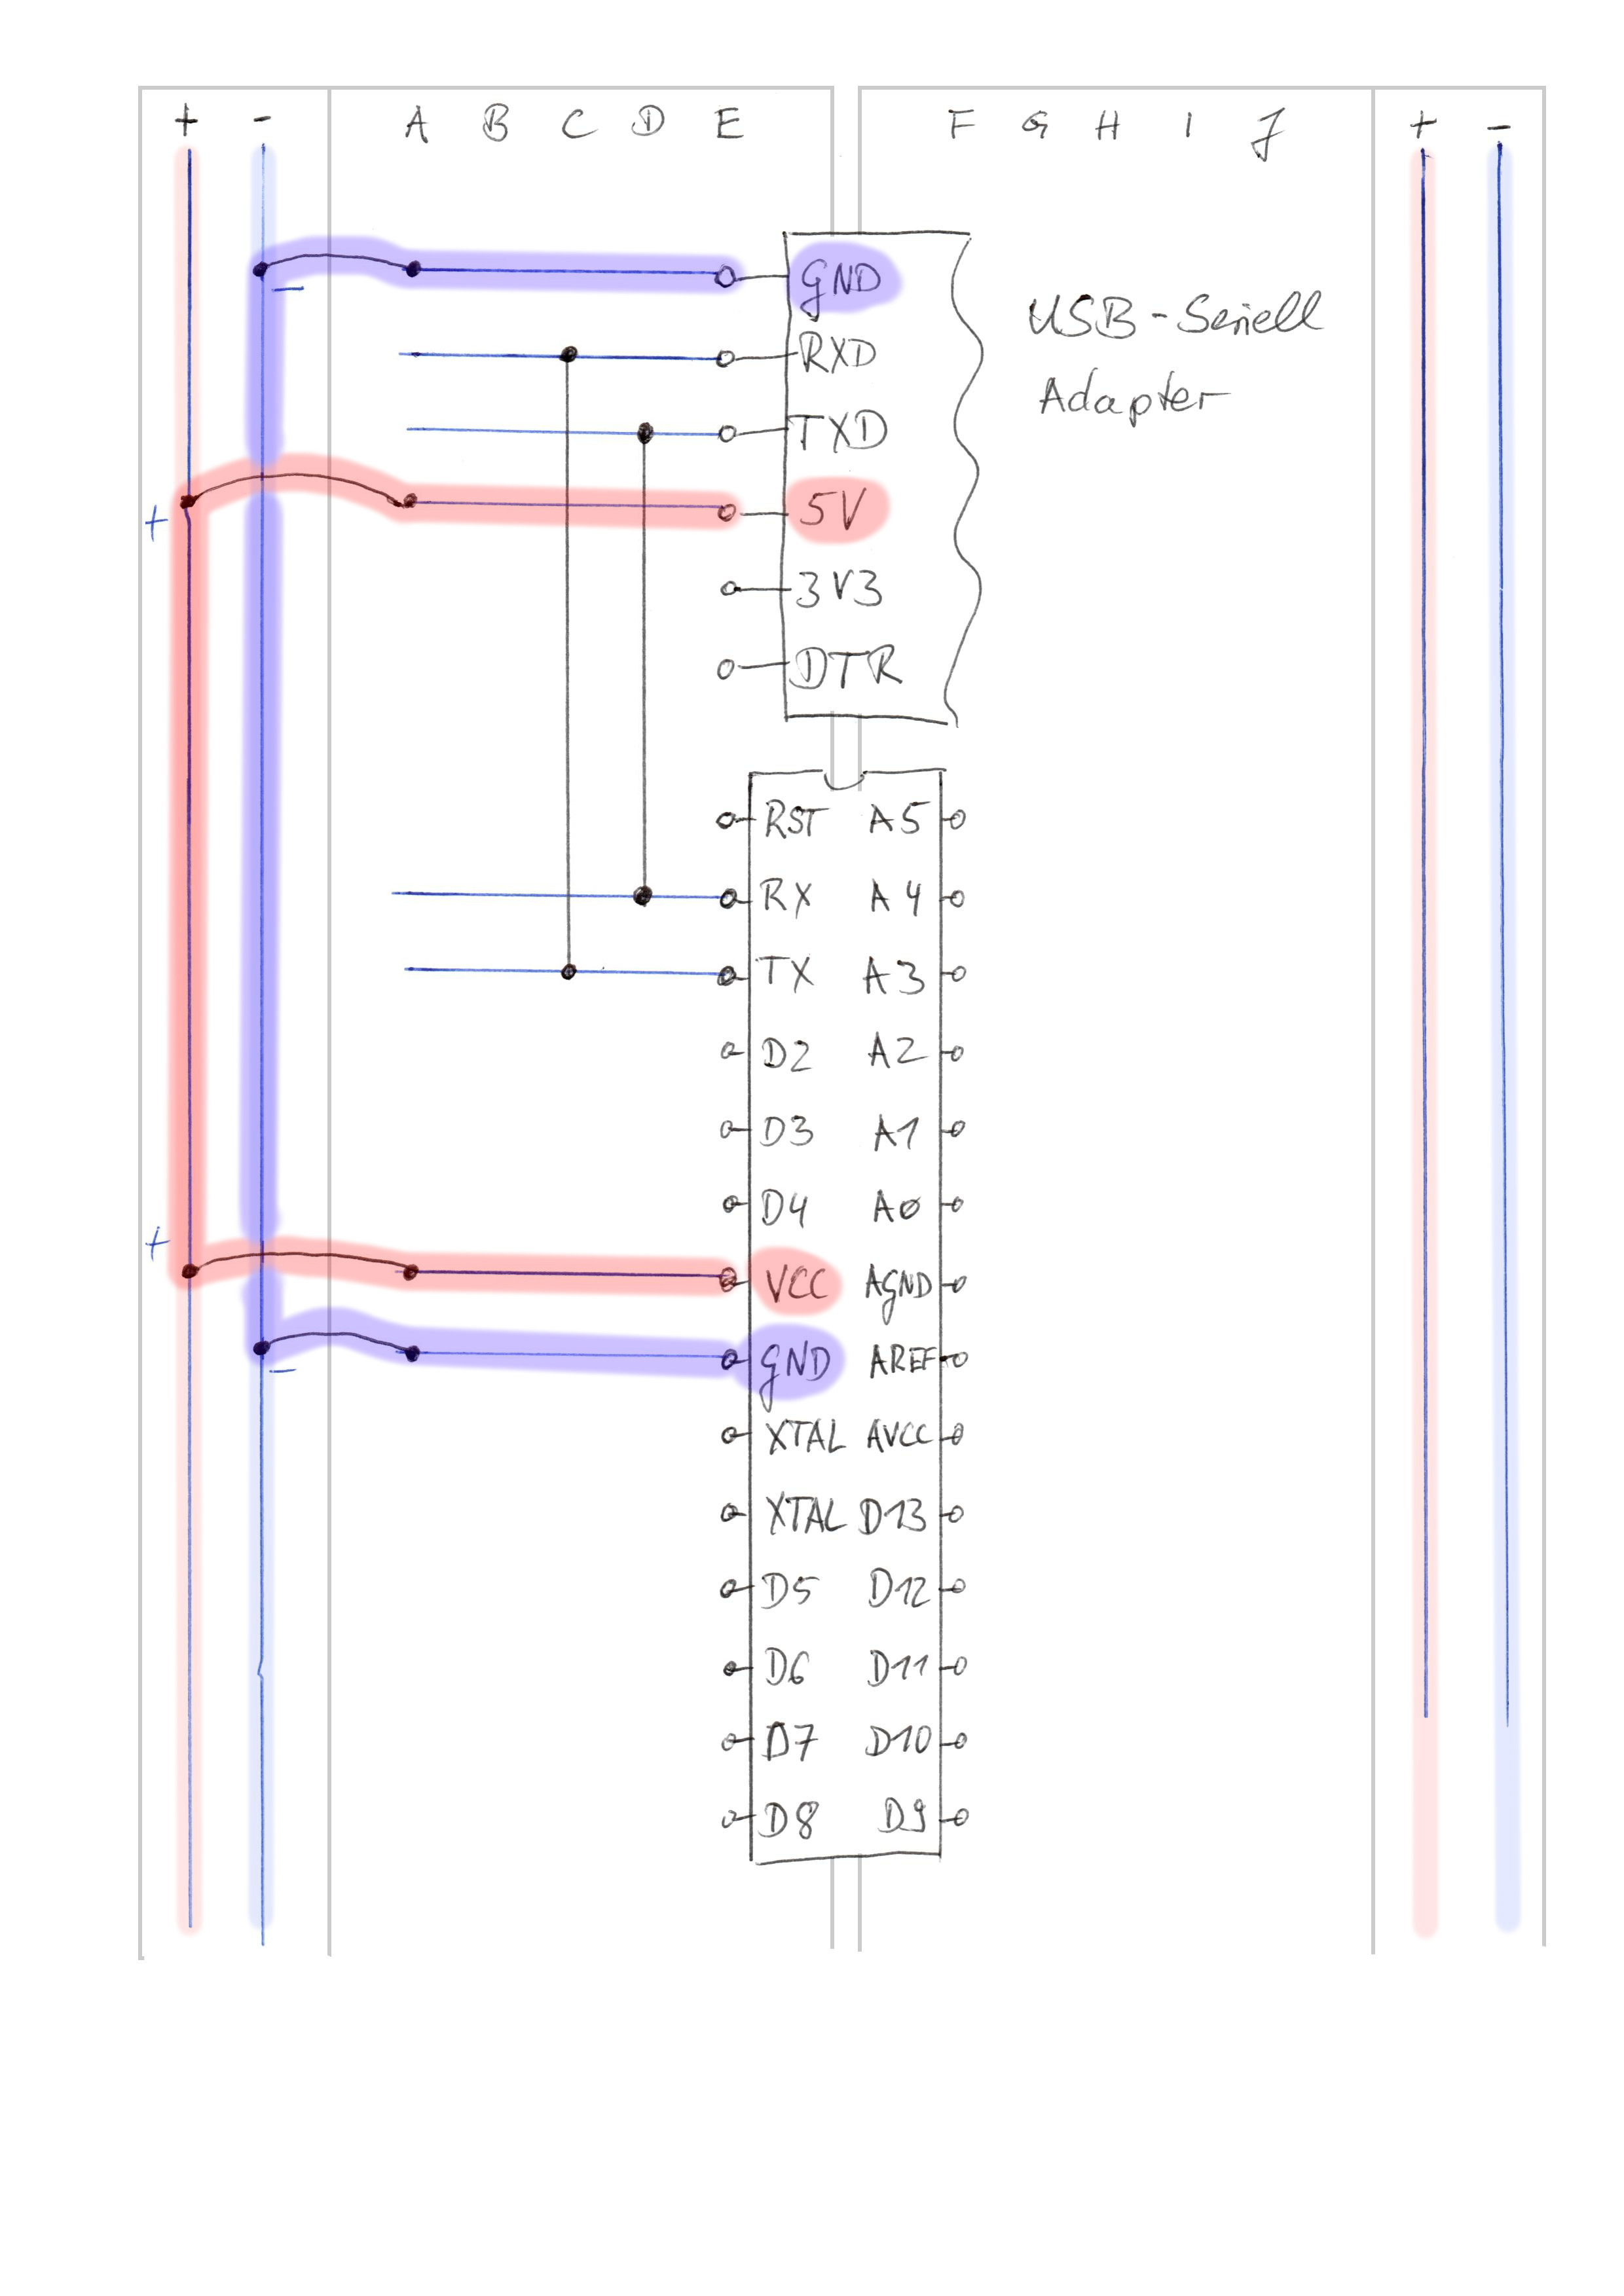 + - A B C D E F G H I J + -
GND
RXD
TXD
5V
3V3
DTR
USB-Seriell
Adapter
-
+
RST A5
RX A4
TX A3
D2 A2
D3 A1
D4 A0
+
VCC AGND
GND AREF
-
XTAL AVCC
XTAL D13
D5 D12
D6 D11
D7 D10
D8 D9